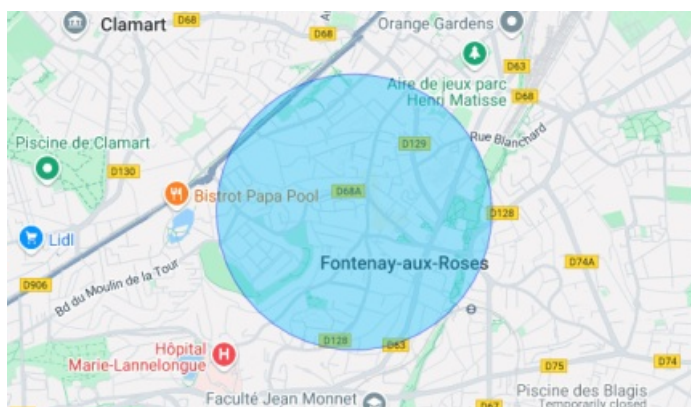 Clamart
D68
Orange Gardens
D68
D63
Aire de jeux parc
Henri Matisse
D68
Rue Blanchard
D129
Piscine de Clamart
D130
D68A
Bistrot Papa Pool
D128
Lidl
Fontenay-aux-Roses
D74A
D906
Bd du Moulin de la Tour
D128
D63
Hôpital
Marie-Lannelongue
D75
D74
Faculté Jean Monnet
Piscine des Blagis
Temporarily closed
D67